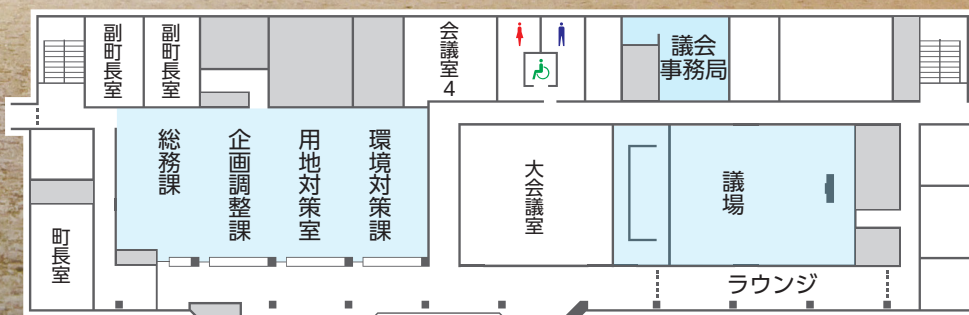 副町長室
副町長室
会議室4
議会
事務局
総務課
企画調整課
用地対策室
環境対策課
大会議室
議場
町長室
ラウンジ